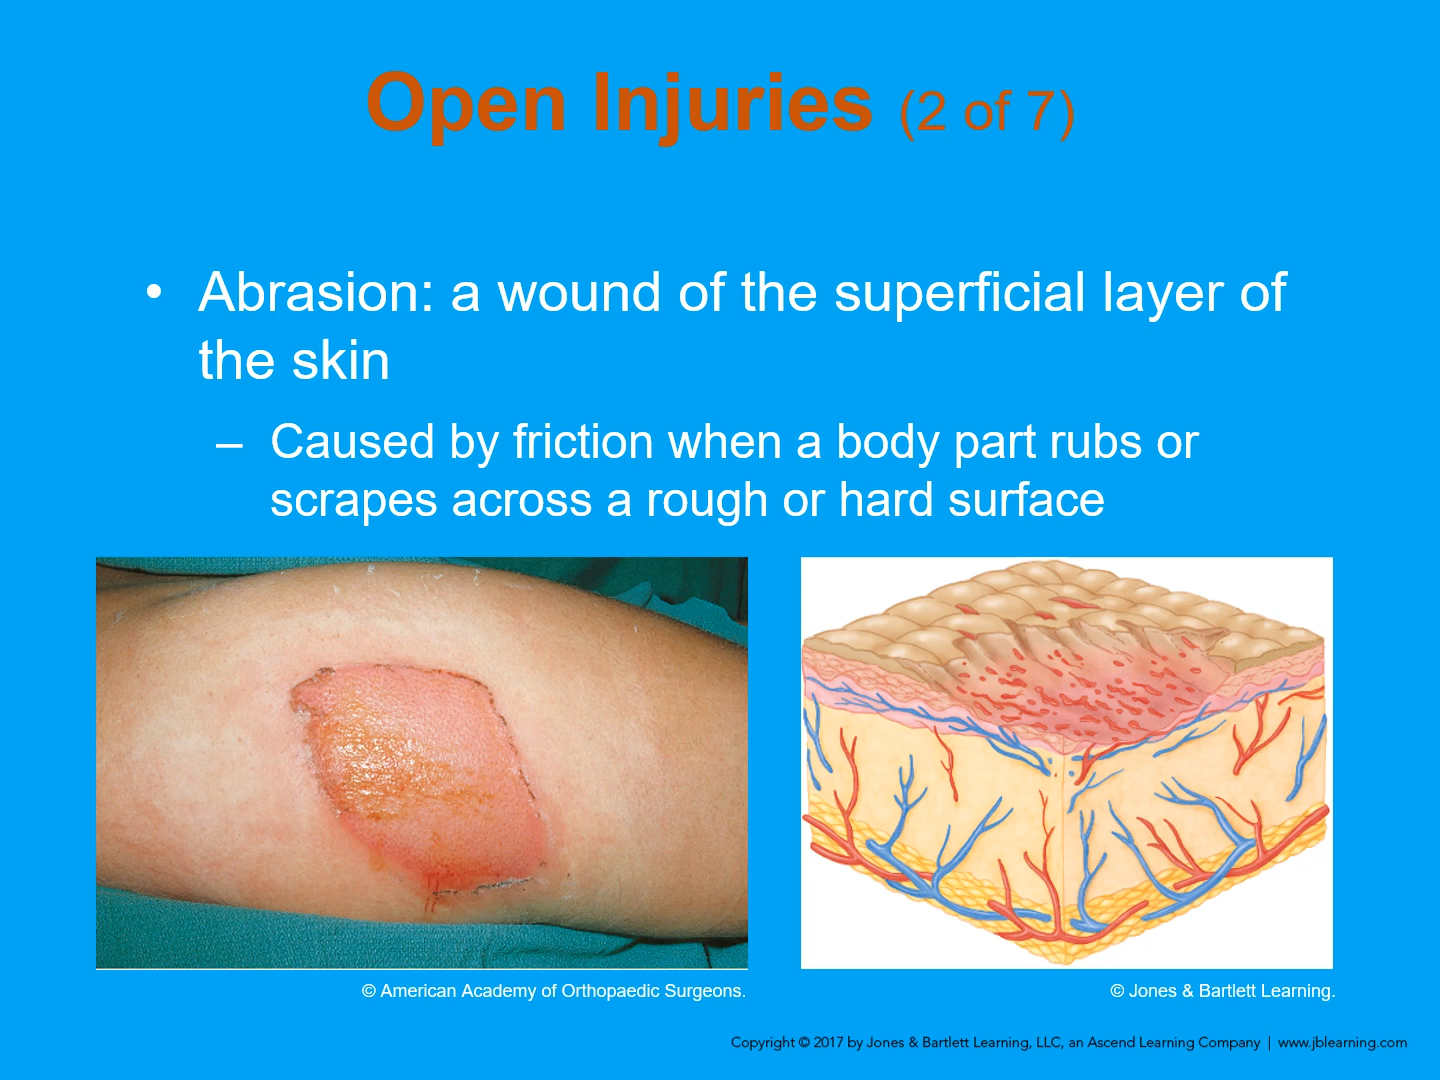 Open Injuries (2 of 7)
• Abrasion: a wound of the superficial layer of
the skin
– Caused by friction when a body part rubs or
scrapes across a rough or hard surface
© American Academy of Orthopaedic Surgeons.
© Jones & Bartlett Learning.
Copyright © 2017 by Jones & Bartlett Learning, LLC, an Ascend Learning Company | www.jblearning.com